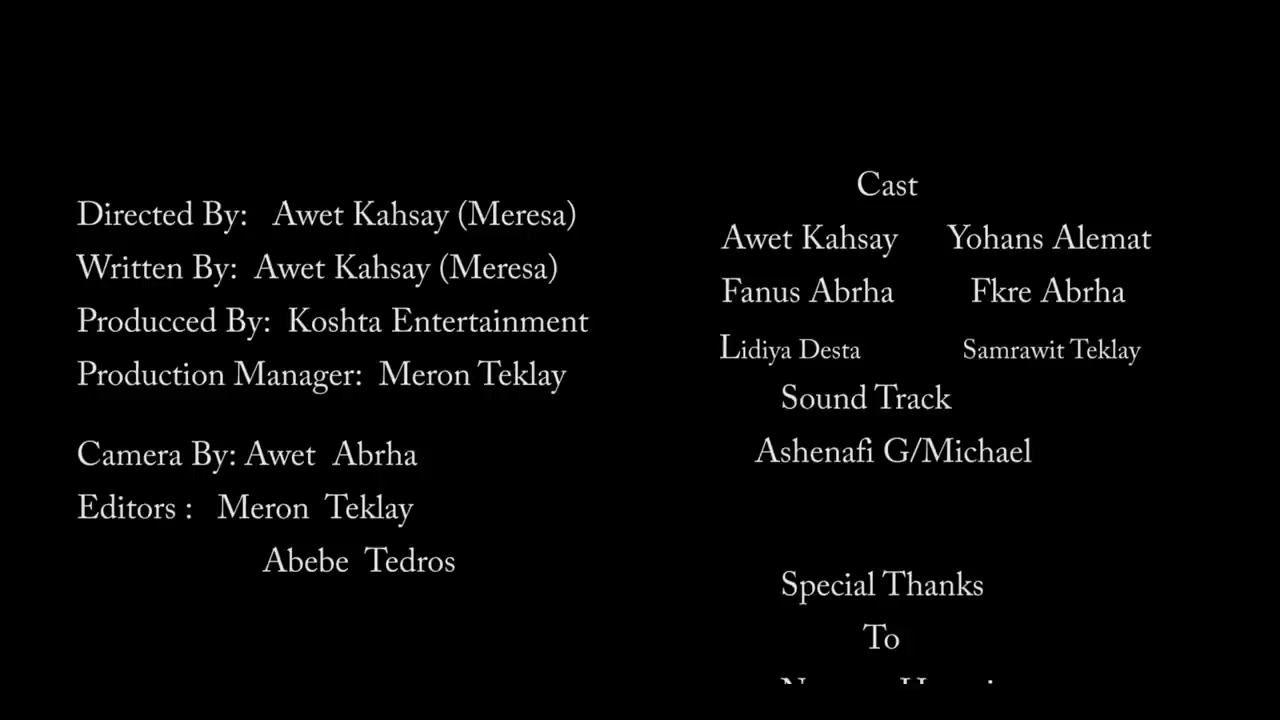 Directed By: Awet Kahsay (Meresa)
Written By: Awet Kahsay (Meresa)
Producced By: Koshta Entertainment
Production Manager: Meron Teklay
Camera By: Awet Abrha
Editors : Meron Teklay
Abebe Tedros
Cast
Awet Kahsay Yohans Alemat
Fanus Abrha Fkre Abrha
Lidiya Desta Samrawit Teklay
Sound Track
Ashenafi G/Michael
Special Thanks
To